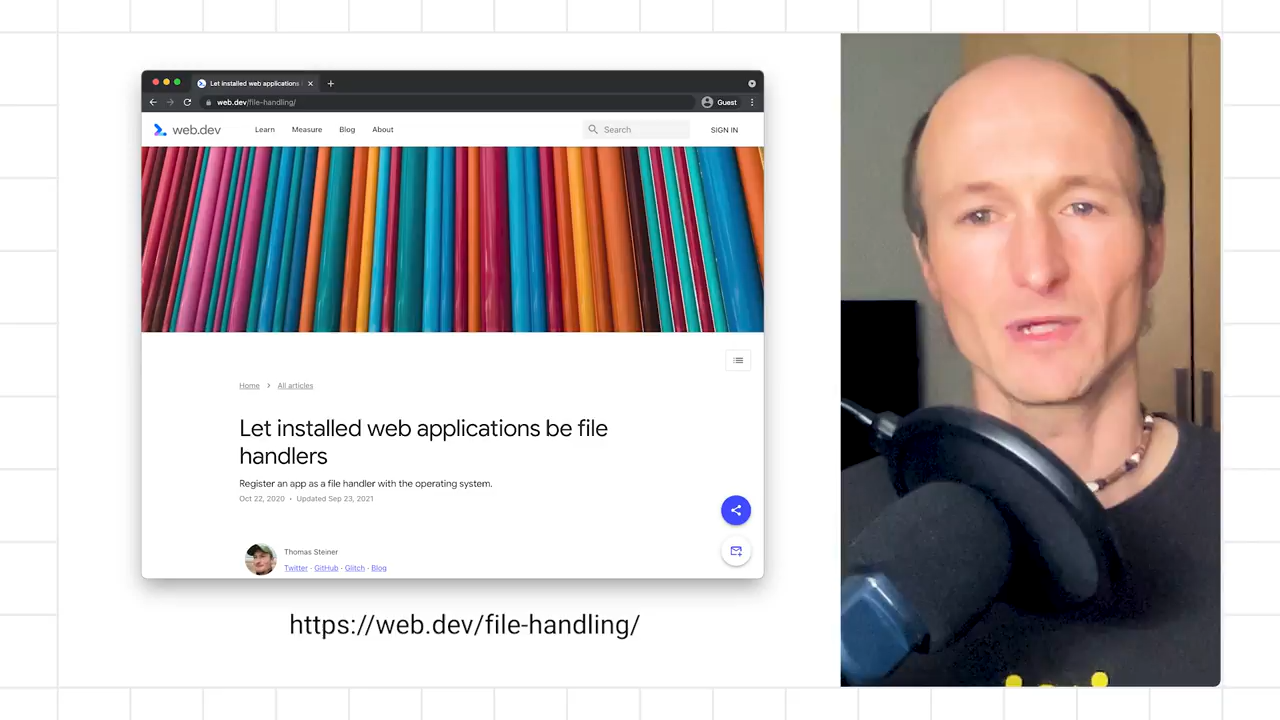 Let installed web applications
web.dev/file-handling/
Guest
web.dev
Learn
Measure
Blog
About
Search
SIGN IN
Home
All articles
Let installed web applications be file
handlers
Register an app as a file handler with the operating system.
Oct 22, 2020 • Updated Sep 23, 2021
Thomas Steiner
Twitter · GitHub · Glitch · Blog
https://web.dev/file-handling/